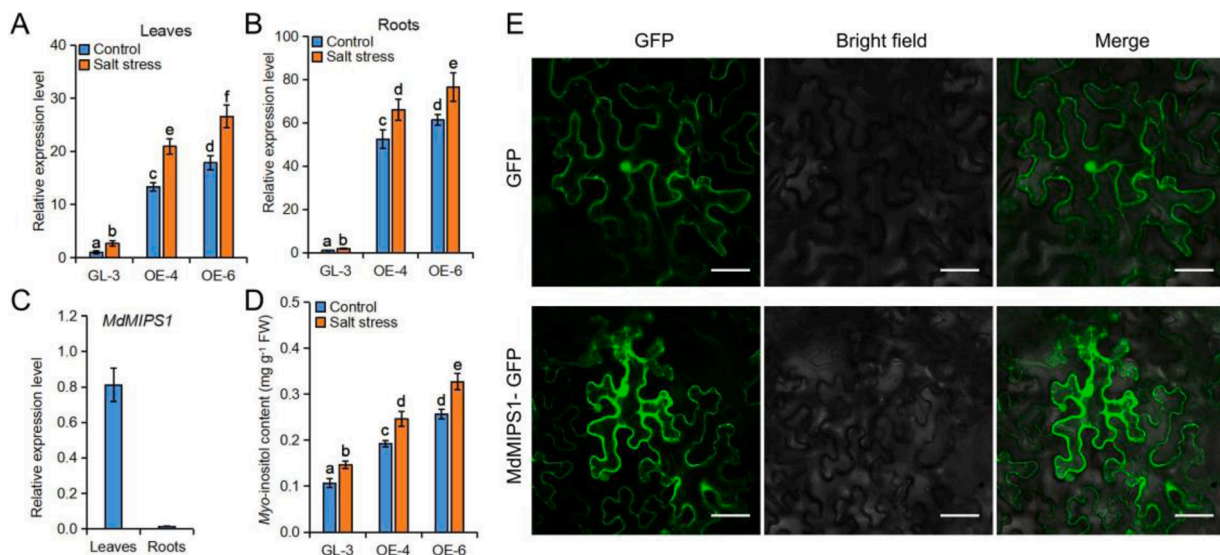 A
Leaves
Relative expression level
40
30
20
10
0
Control
Salt stress
a
b
c
e
d
f
GL-3
OE-4
OE-6
B
Roots
Relative expression level
100
80
60
40
20
0
Control
Salt stress
a
b
c
d
d
e
GL-3
OE-4
OE-6
C
MdMIPS1
Relative expression level
1.2
1.0
0.8
0.6
0.4
0.2
0.0
Leaves
Roots
D
Myo-inositol content (mg g⁻¹ FW)
0.5
0.4
0.3
0.2
0.1
0.0
Control
Salt stress
a
b
c
d
d
e
GL-3
OE-4
OE-6
E
GFP
Bright field
Merge
GFP
MdMIPS1- GFP